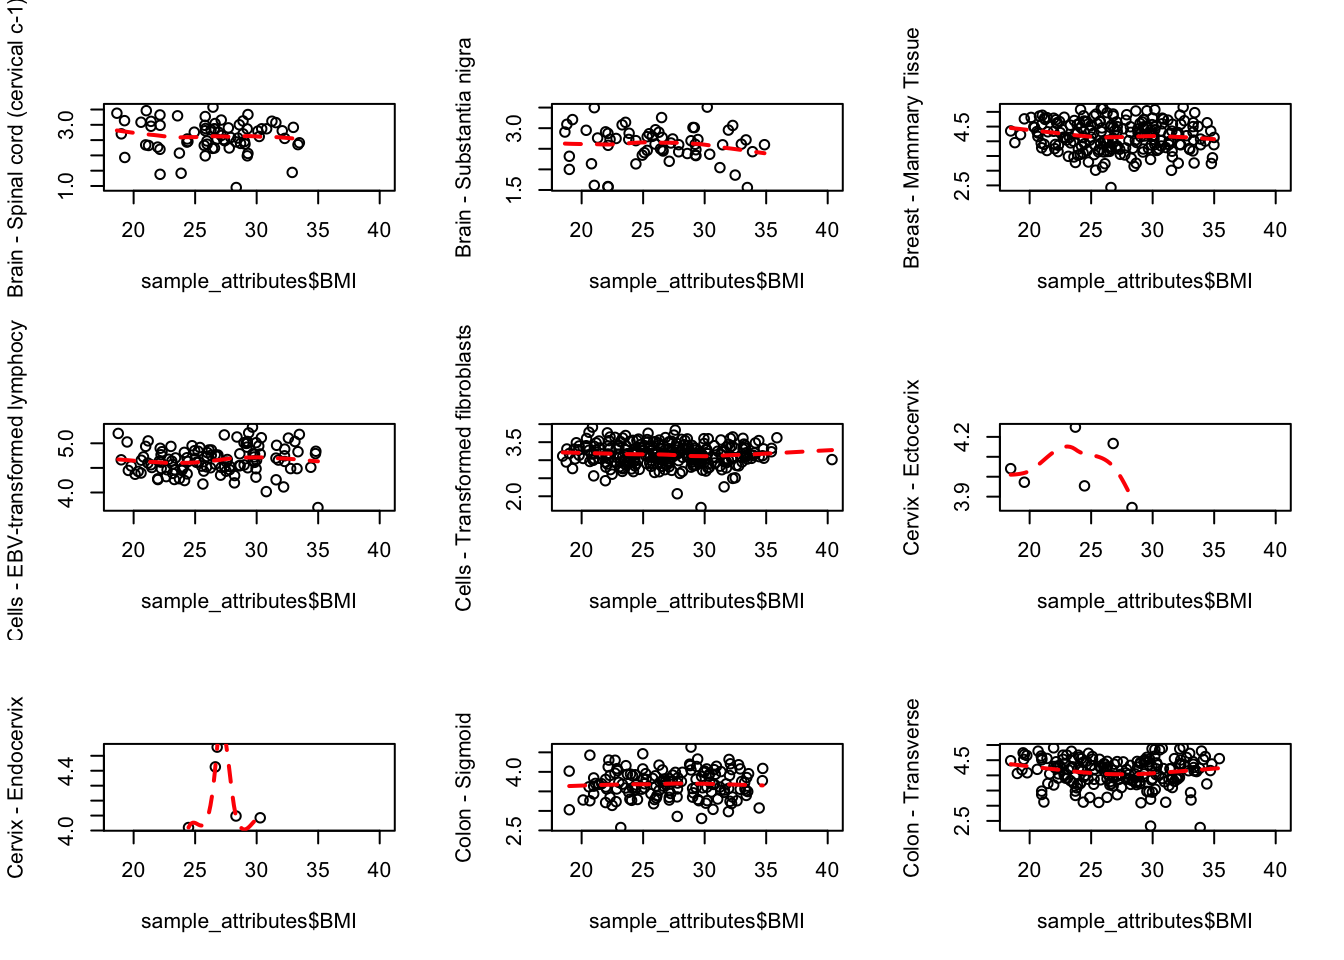 Brain - Spinal cord (cervical c-1)
1.0 3.0
20 25 30 35 40
sample_attributes$BMI
Brain - Substantia nigra
1.5 3.0
20 25 30 35 40
sample_attributes$BMI
Breast - Mammary Tissue
2.5 4.5
20 25 30 35 40
sample_attributes$BMI
Cells - EBV-transformed lymphocy
4.0 5.0
20 25 30 35 40
sample_attributes$BMI
Cells - Transformed fibroblasts
2.0 3.5
20 25 30 35 40
sample_attributes$BMI
Cervix - Ectocervix
3.9 4.2
20 25 30 35 40
sample_attributes$BMI
Cervix - Endocervix
4.0 4.4
20 25 30 35 40
sample_attributes$BMI
Colon - Sigmoid
2.5 4.0
20 25 30 35 40
sample_attributes$BMI
Colon - Transverse
2.5 4.5
20 25 30 35 40
sample_attributes$BMI